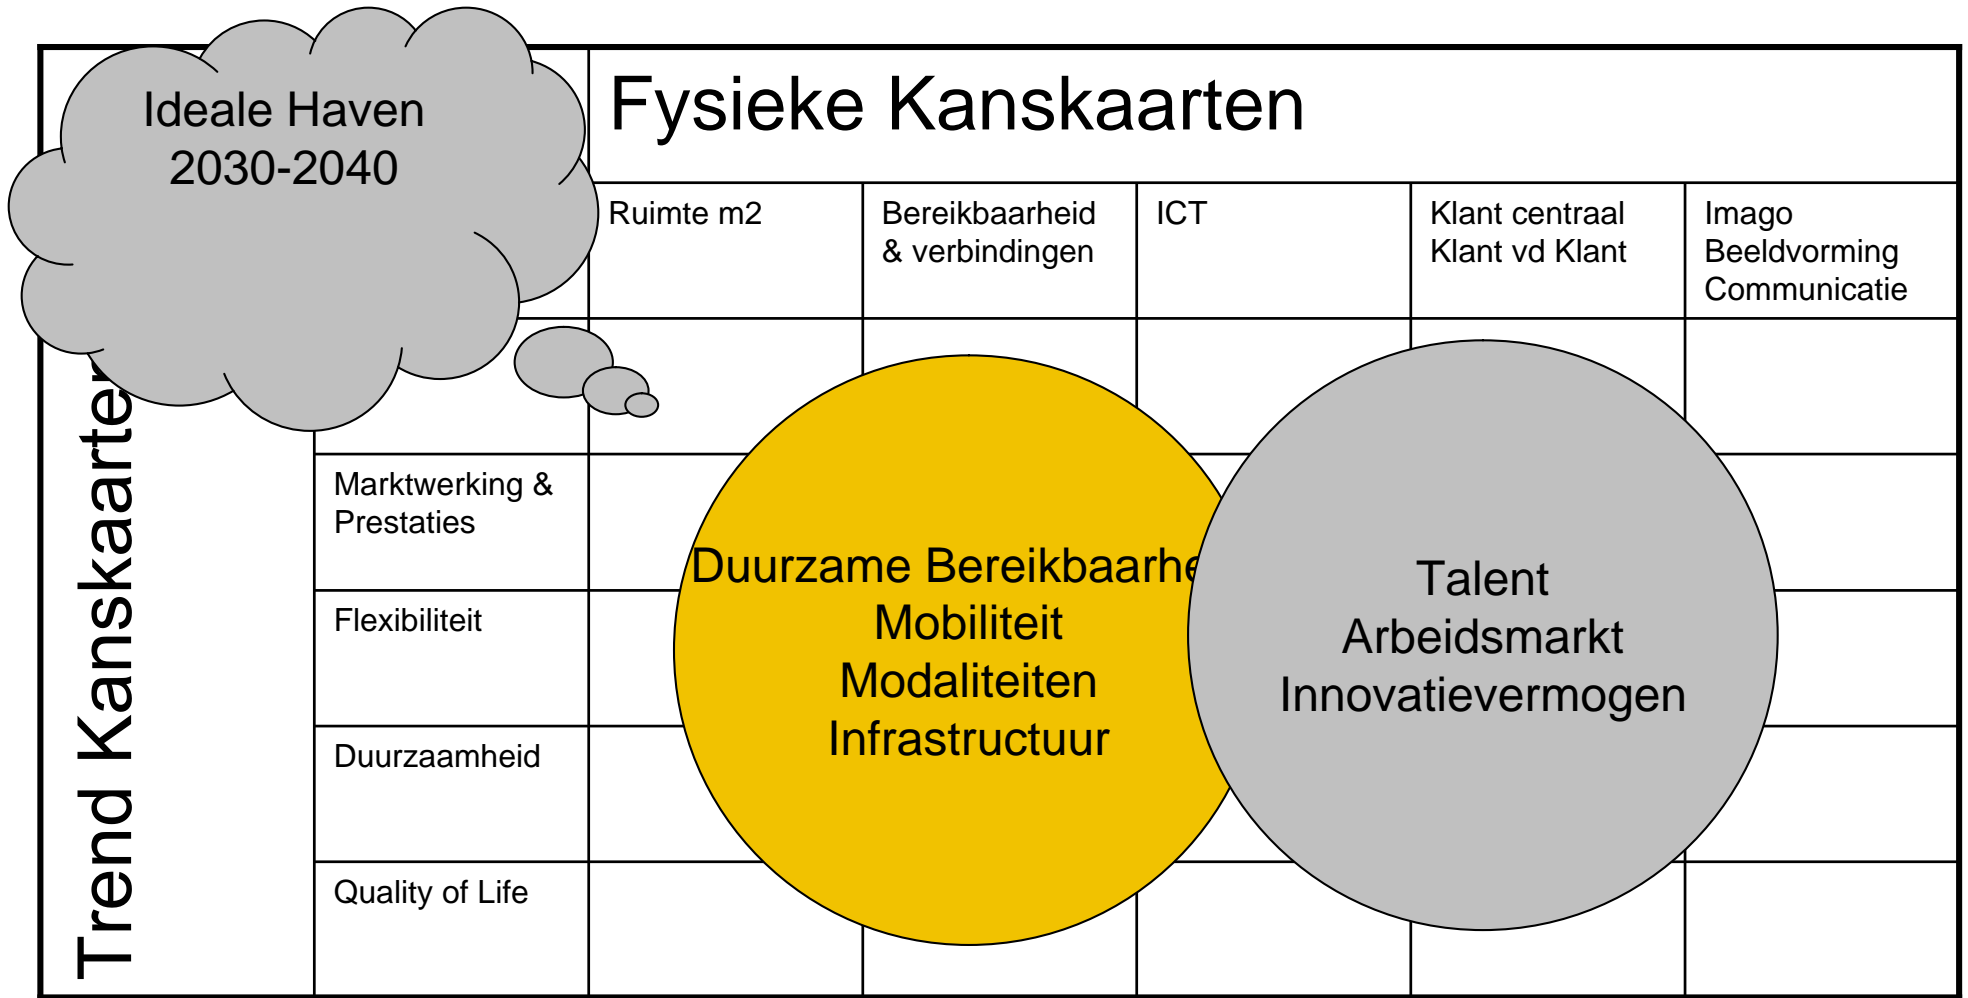 Ideale Haven
2030-2040
Fysieke Kanskaarten
Ruimte m2
Bereikbaarheid
& verbindingen
ICT
Klant centraal
Klant vd Klant
Imago
Beeldvorming
Communicatie
Trend Kanskaarten
Marktwerking &
Prestaties
Flexibiliteit
Duurzaamheid
Quality of Life
Duurzame Bereikbaarhe
Mobiliteit
Modaliteiten
Infrastructuur
Talent
Arbeidsmarkt
Innovatievermogen